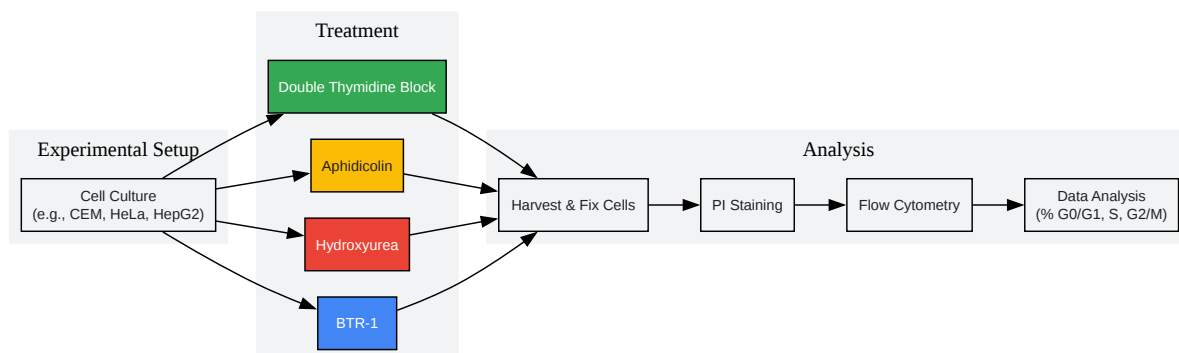 Treatment
Double Thymidine Block
Experimental Setup
Analysis
Aphidicolin
Cell Culture
(e.g., CEM, HeLa, HepG2)
Harvest & Fix Cells
PI Staining
Flow Cytometry
Data Analysis
(% G0/G1, S, G2/M)
Hydroxyurea
BTR-1